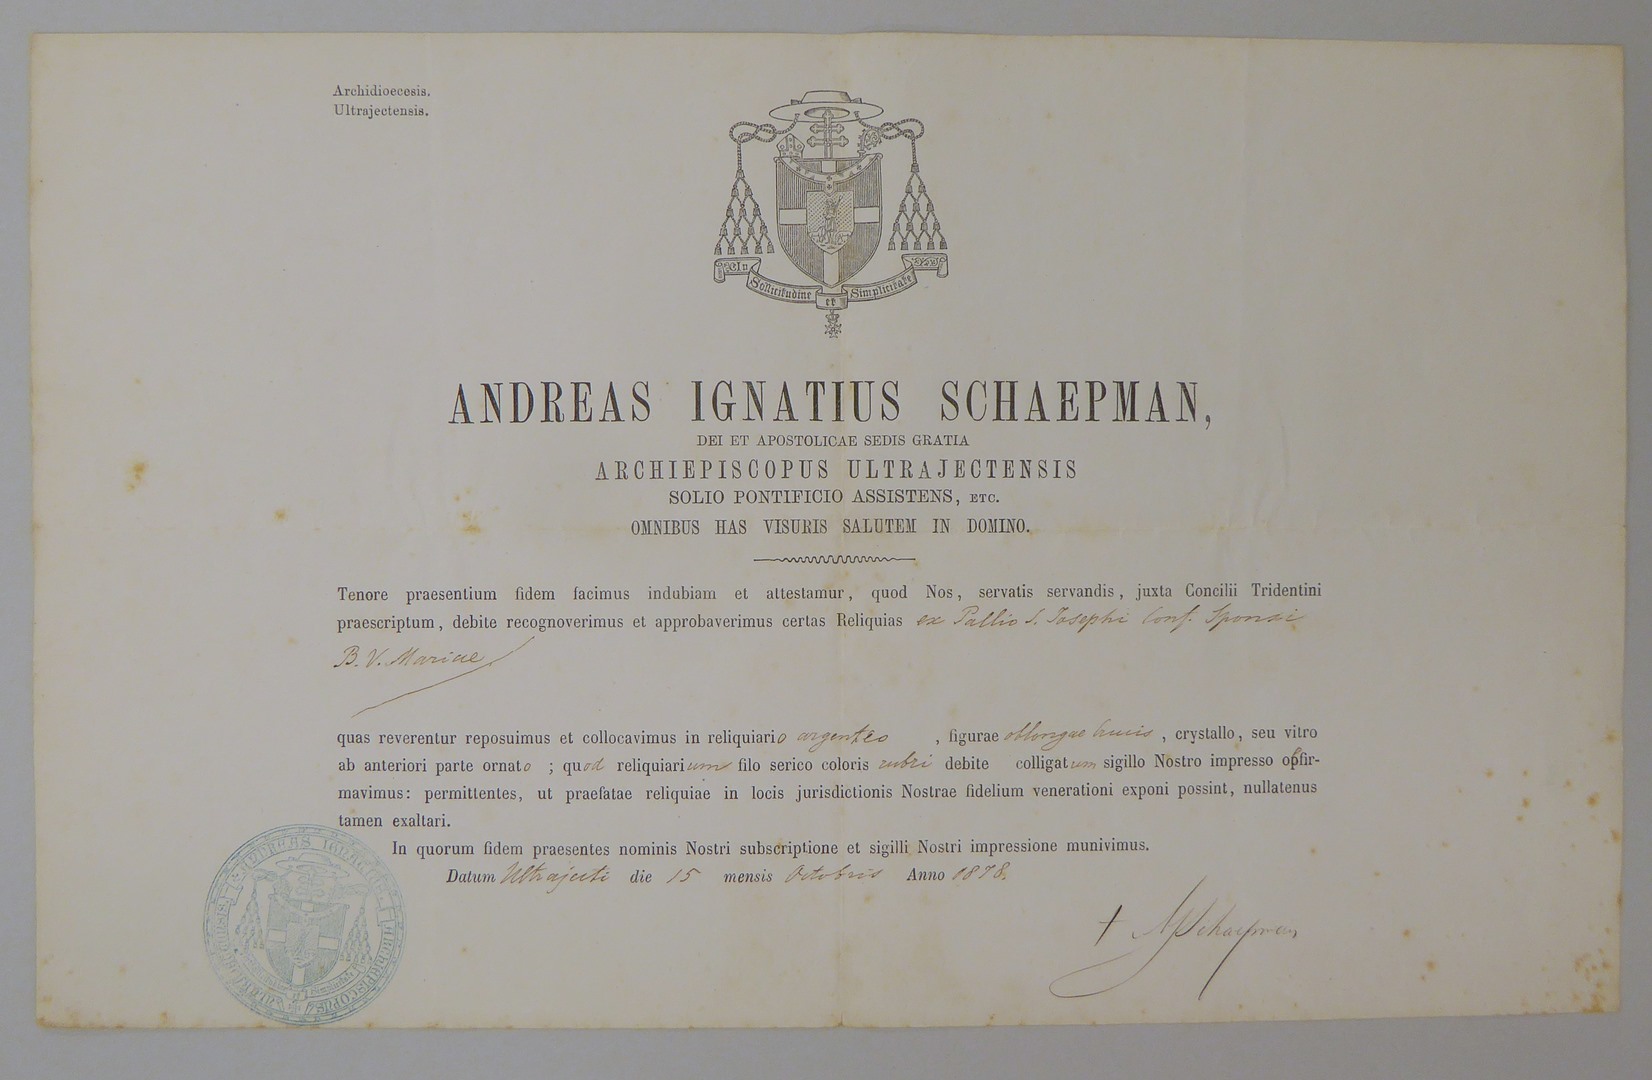 Archidioecesis.
Ultrajectensis.
In Sollicitudine et Simplicitate
ANDREAS IGNATIUS SCHAEPMAN,
DEI ET APOSTOLICAE SEDIS GRATIA
ARCHIEPISCOPUS ULTRAJECTENSIS
SOLIO PONTIFICIO ASSISTENS, ETC.
OMNIBUS HAS VISURIS SALUTEM IN DOMINO.
Tenore praesentium fidem facimus indubiam et attestamur, quod Nos, servatis servandis, juxta Concilii Tridentini
praescriptum, debite recognoverimus et approbaverimus certas Reliquias ex Pallio S. Josephi Conf. Sponsi
B. V. Mariae
quas reverentur reposuimus et collocavimus in reliquiario argenteo, figurae oblongae, crystallo, seu vitro
ab anteriori parte ornato; quod reliquiarium filo serico coloris rubri debite colligatum sigillo Nostro impresso obfir-
mavimus: permittentes, ut praefatae reliquiae in locis jurisdictionis Nostrae fidelium venerationi exponi possint, nullatenus
tamen exaltari.
In quorum fidem praesentes nominis Nostri subscriptione et sigilli Nostri impressione munivimus.
Datum Ultrajecti die 15 mensis Octobris Anno 1878.
† A I Schaepman
ANDREAS IGNATIUS ARCHIEPISCOPUS